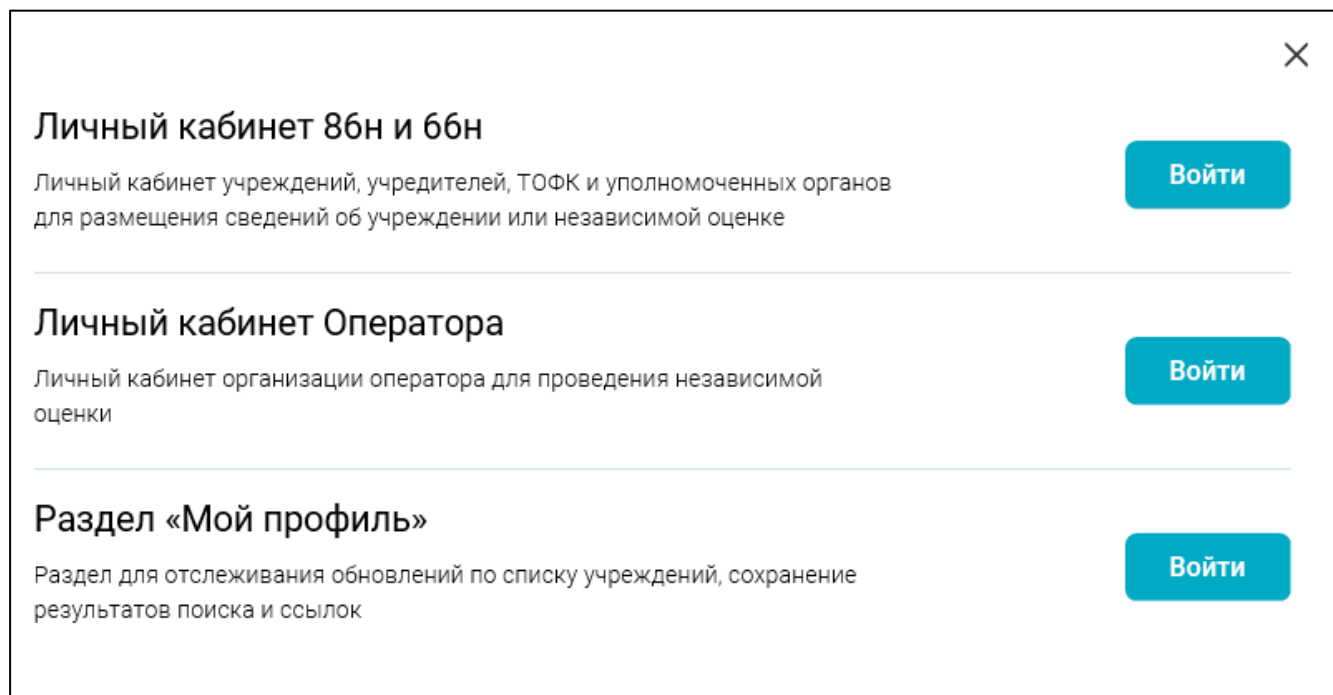 Личный кабинет 86н и 66н
Личный кабинет учреждений, учредителей, ТОФК и уполномоченных органов
для размещения сведений об учреждении или независимой оценке
Войти
Личный кабинет Оператора
Личный кабинет организации оператора для проведения независимой
оценки
Войти
Раздел «Мой профиль»
Раздел для отслеживания обновлений по списку учреждений, сохранение
результатов поиска и ссылок
Войти